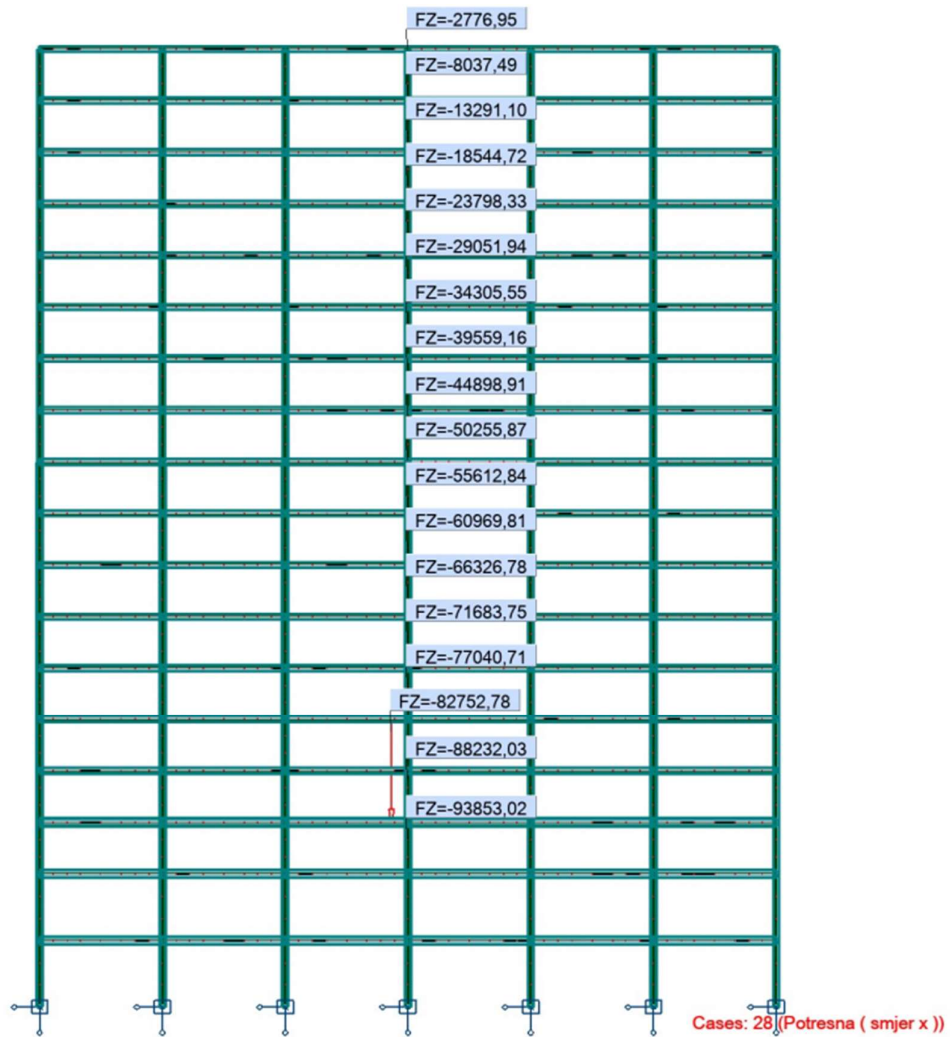 FZ=-2776,95
FZ=-8037,49
FZ=-13291,10
FZ=-18544,72
FZ=-23798,33
FZ=-29051,94
FZ=-34305,55
FZ=-39559,16
FZ=-44898,91
FZ=-50255,87
FZ=-55612,84
FZ=-60969,81
FZ=-66326,78
FZ=-71683,75
FZ=-77040,71
FZ=-82752,78
FZ=-88232,03
FZ=-93853,02
Cases: 28 (Potresna ( smjer x ))